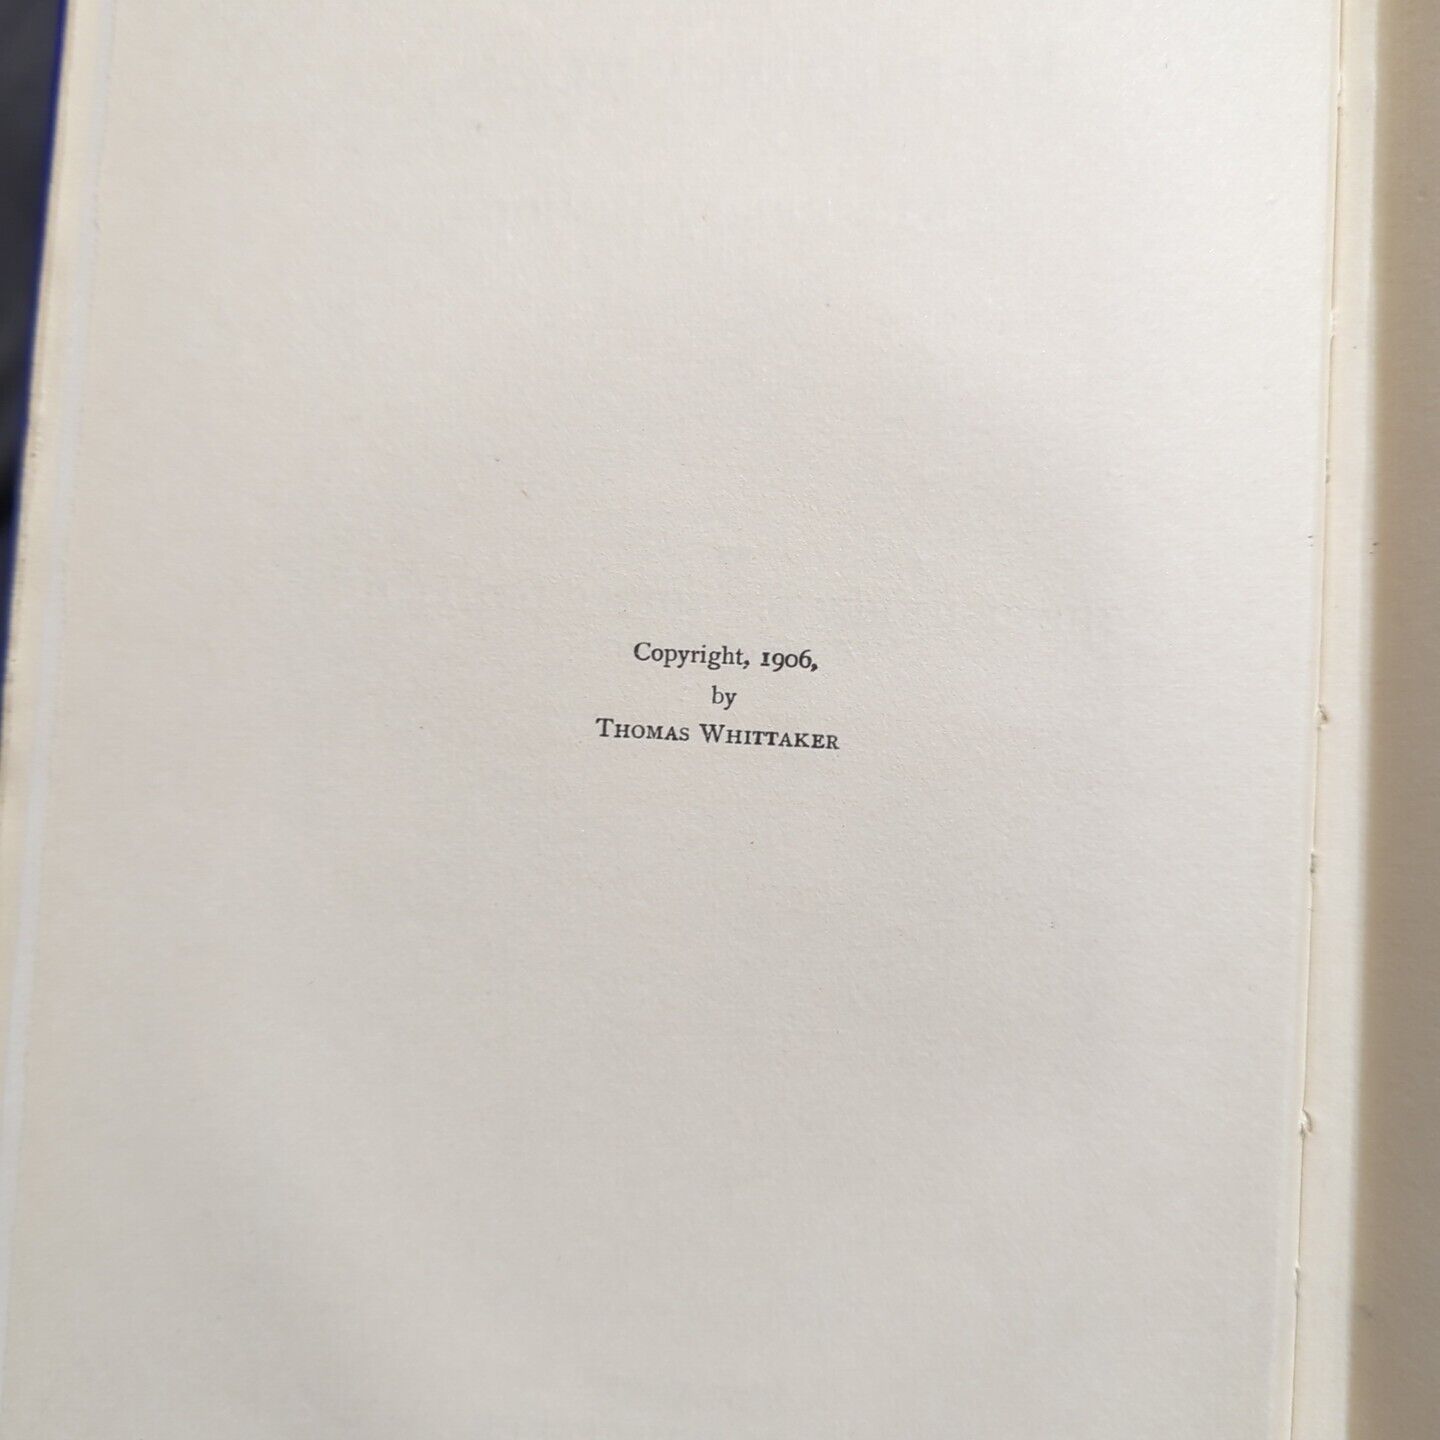 Copyright, 1906,
by
Thomas Whittaker